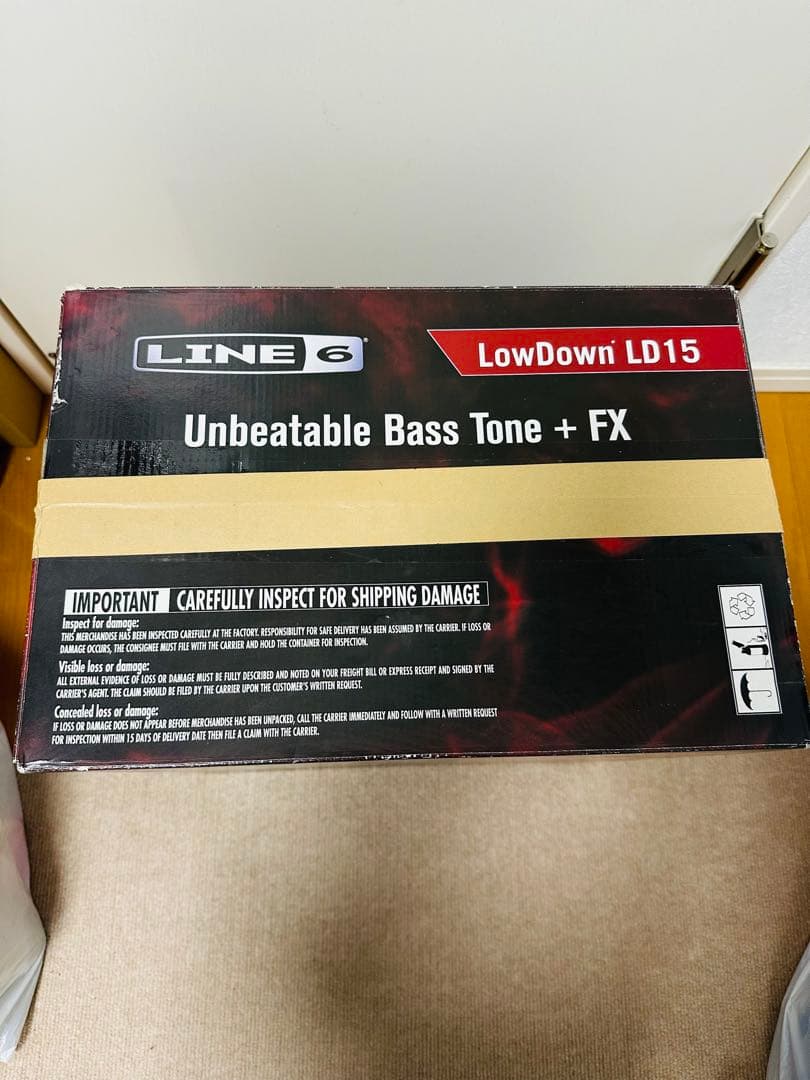 LINE 6
LowDown LD15
Unbeatable Bass Tone + FX
IMPORTANT CAREFULLY INSPECT FOR SHIPPING DAMAGE
Inspect for damage:
THIS MERCHANDISE HAS BEEN INSPECTED CAREFULLY AT THE FACTORY. RESPONSIBILITY FOR SAFE DELIVERY HAS BEEN ASSUMED BY THE CARRIER. IF LOSS OR
DAMAGE OCCURS, THE CONSIGNEE MUST FILE WITH THE CARRIER AND HOLD THE CONTAINER FOR INSPECTION.
Visible loss or damage:
ALL EXTERNAL EVIDENCE OF LOSS OR DAMAGE MUST BE FULLY DESCRIBED AND NOTED ON YOUR FREIGHT BILL OR EXPRESS RECEIPT AND SIGNED BY THE
CARRIER'S AGENT. THE CLAIM SHOULD BE FILED BY THE CARRIER UPON THE CUSTOMER'S WRITTEN REQUEST.
Concealed loss or damage:
IF LOSS OR DAMAGE DOES NOT APPEAR BEFORE MERCHANDISE HAS BEEN UNPACKED, CALL THE CARRIER IMMEDIATELY AND FOLLOW WITH A WRITTEN REQUEST
FOR INSPECTION WITHIN 15 DAYS OF DELIVERY DATE THEN FILE A CLAIM WITH THE CARRIER.